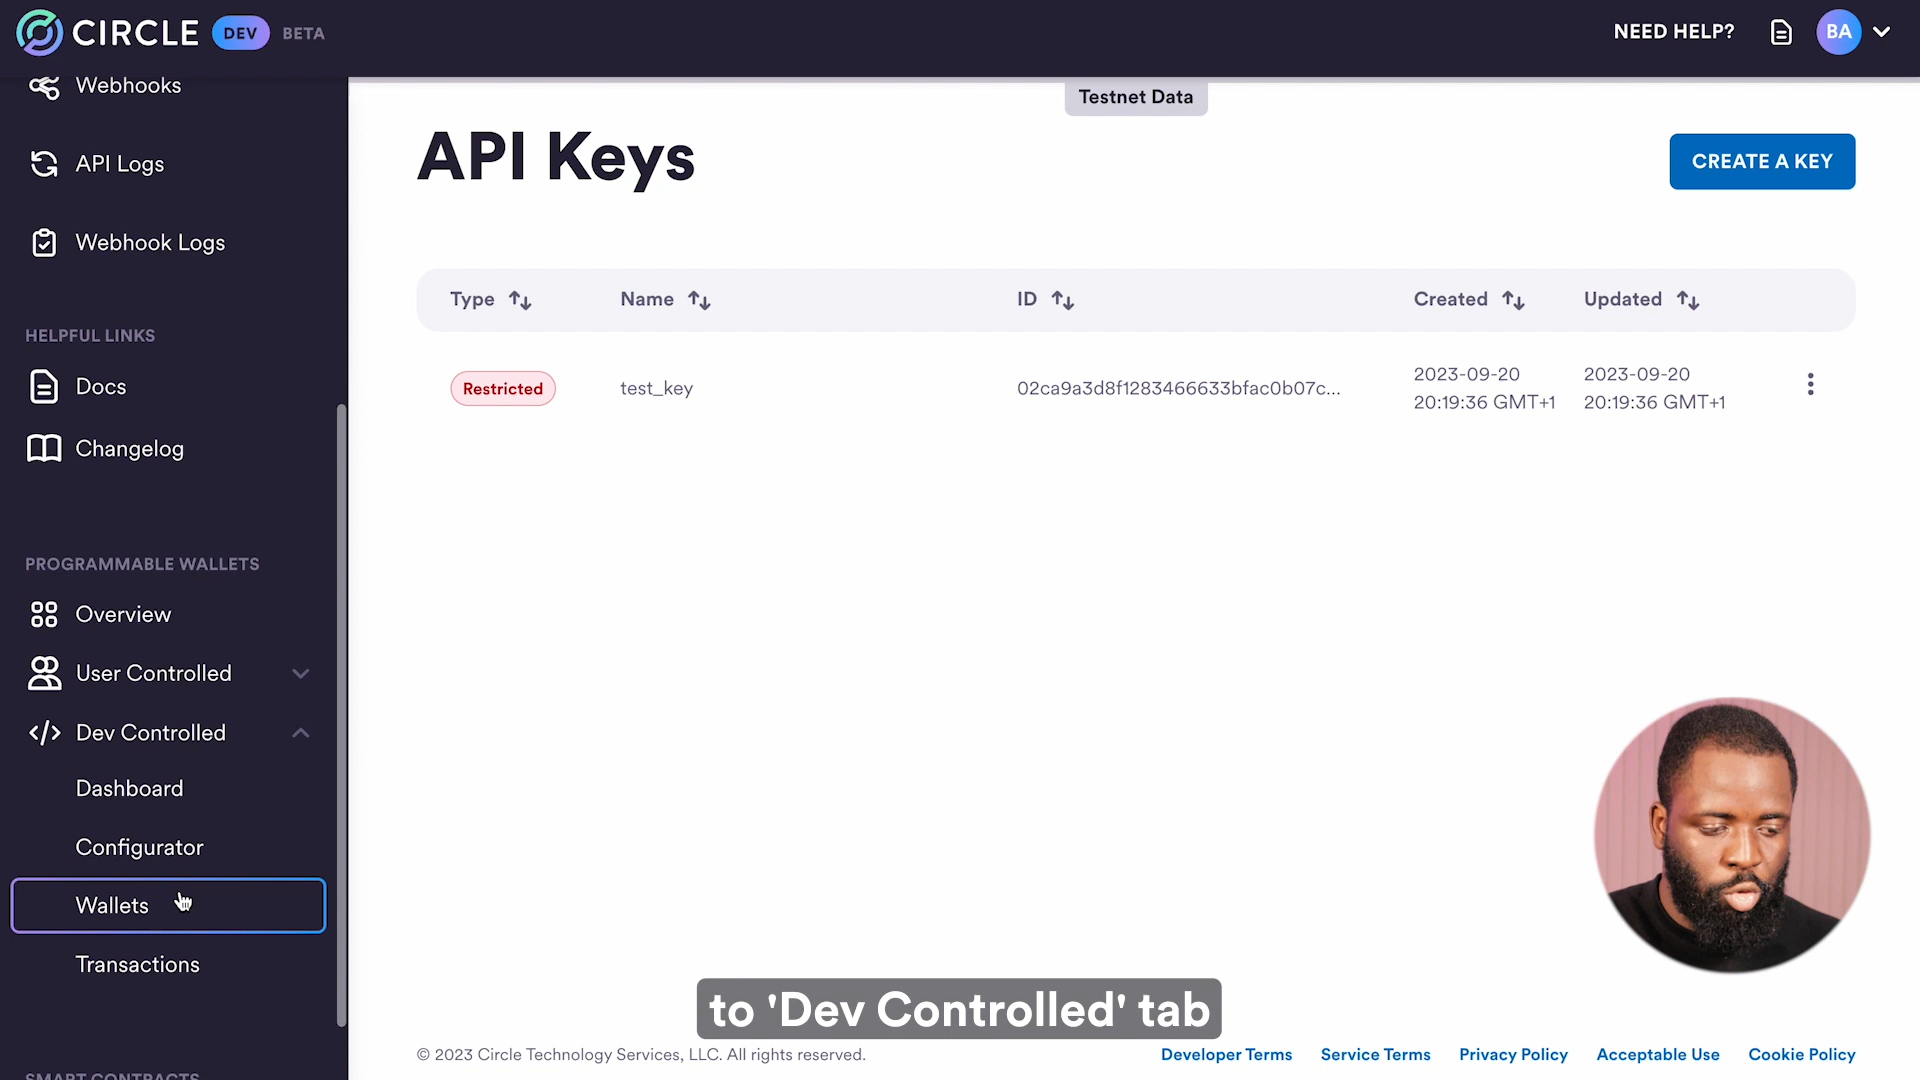 CIRCLE DEV BETA
NEED HELP?
BA
Webhooks
API Logs
Webhook Logs
HELPFUL LINKS
Docs
Changelog
PROGRAMMABLE WALLETS
Overview
User Controlled
Dev Controlled
Dashboard
Configurator
Wallets
Transactions
SMART CONTRACTS
Testnet Data
API Keys
CREATE A KEY
Type Name ID Created Updated
Restricted test_key 02ca9a3d8f1283466633bfac0b07c... 2023-09-20 2023-09-20
20:19:36 GMT+1 20:19:36 GMT+1
to 'Dev Controlled' tab
© 2023 Circle Technology Services, LLC. All rights reserved.
Developer Terms Service Terms Privacy Policy Acceptable Use Cookie Policy